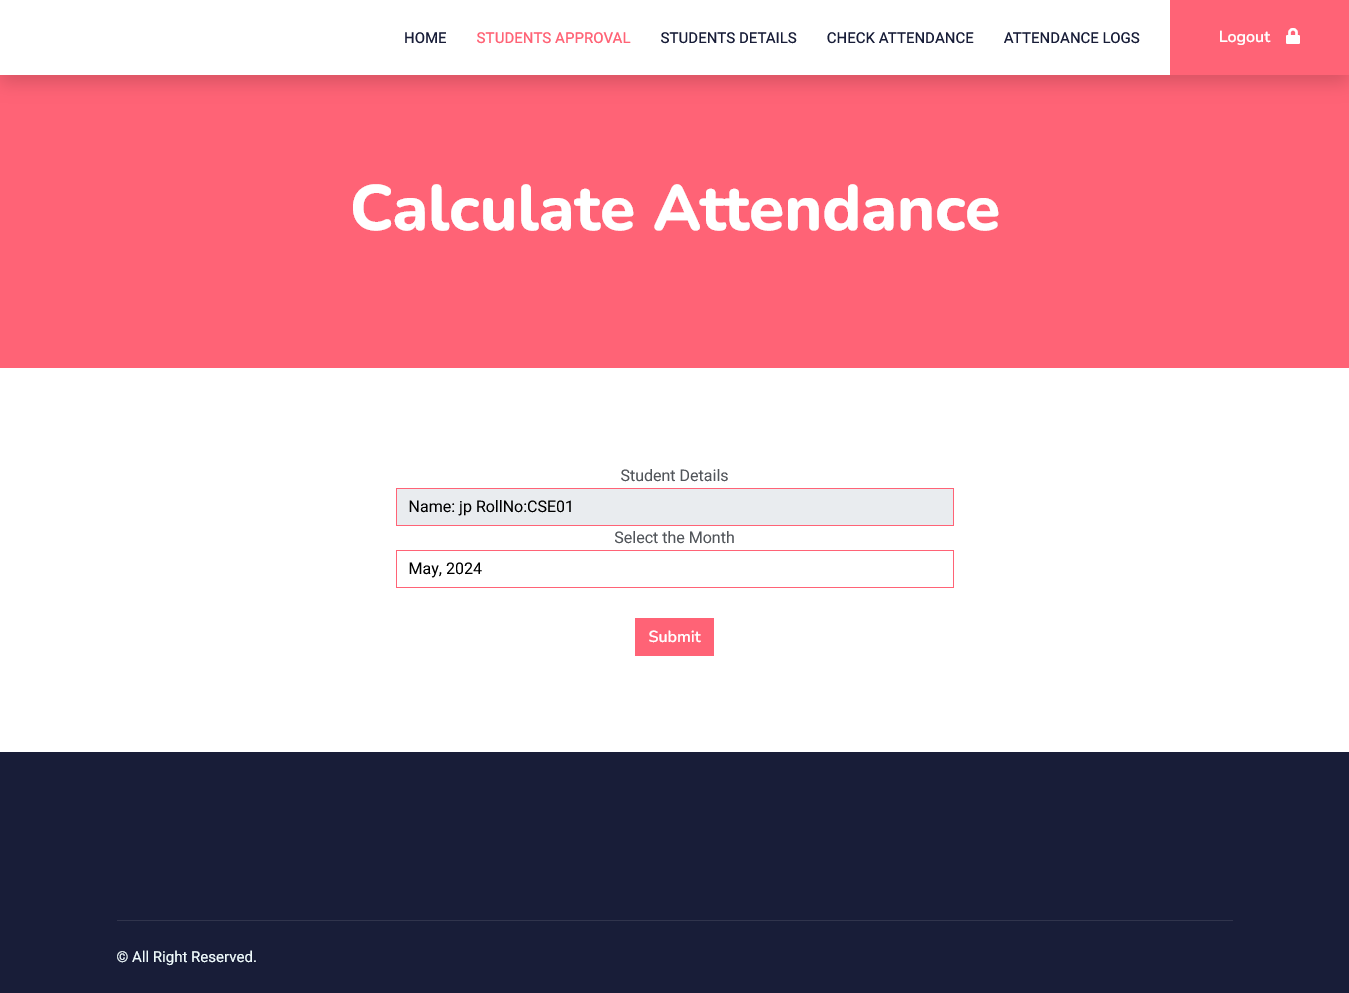 HOME STUDENTS APPROVAL STUDENTS DETAILS CHECK ATTENDANCE ATTENDANCE LOGS Logout
Calculate Attendance
Student Details
Name: jp RollNo:CSE01
Select the Month
May, 2024
Submit
© All Right Reserved.